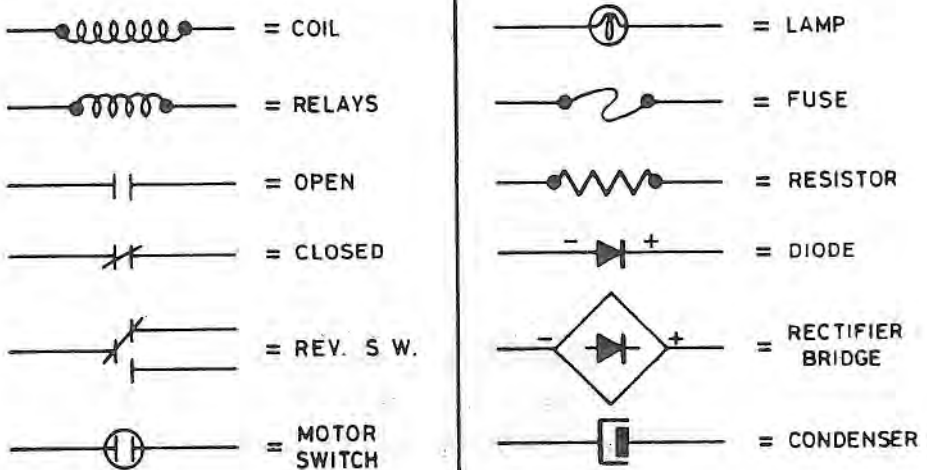 = COIL
= RELAYS
= OPEN
= CLOSED
= REV. S W.
= MOTOR
SWITCH
= LAMP
= FUSE
= RESISTOR
- + = DIODE
- + = RECTIFIER
BRIDGE
= CONDENSER